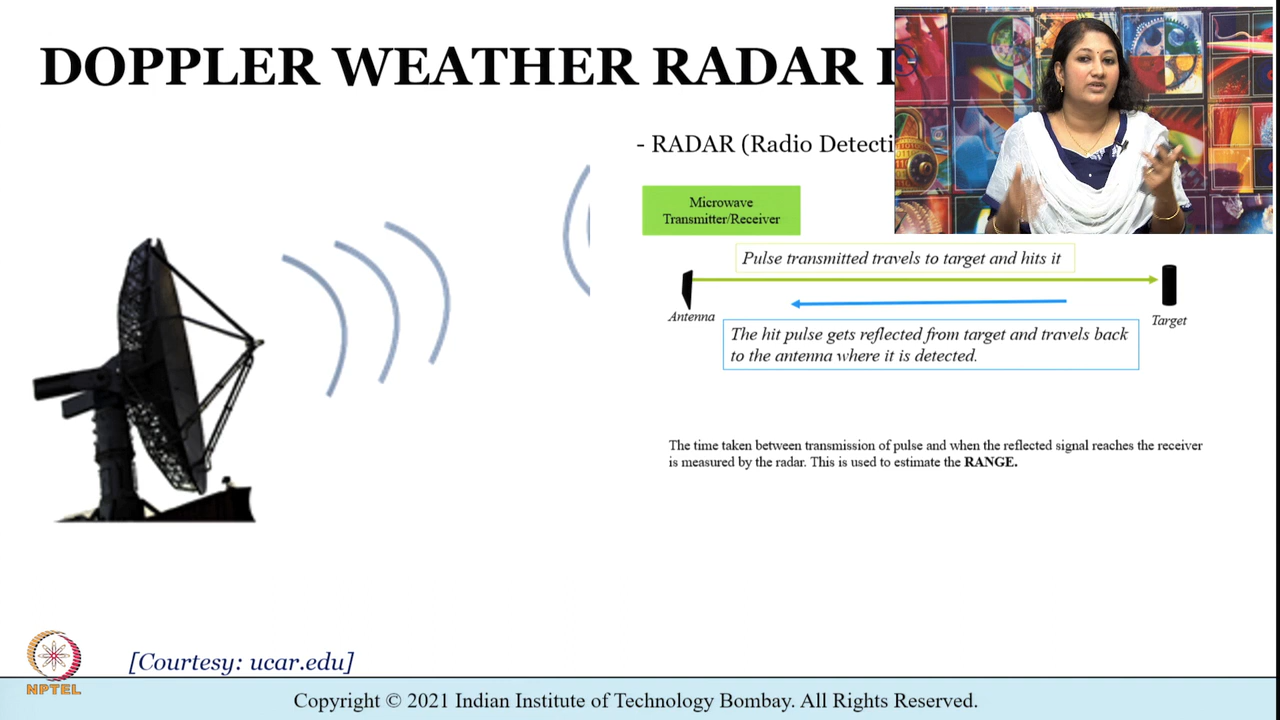 DOPPLER WEATHER RADAR
- RADAR (Radio Detecti
Microwave
Transmitter/Receiver
Pulse transmitted travels to target and hits it
Antenna
Target
The hit pulse gets reflected from target and travels back
to the antenna where it is detected.
The time taken between transmission of pulse and when the reflected signal reaches the receiver
is measured by the radar. This is used to estimate the RANGE.
[Courtesy: ucar.edu]
NPTEL
Copyright © 2021 Indian Institute of Technology Bombay. All Rights Reserved.